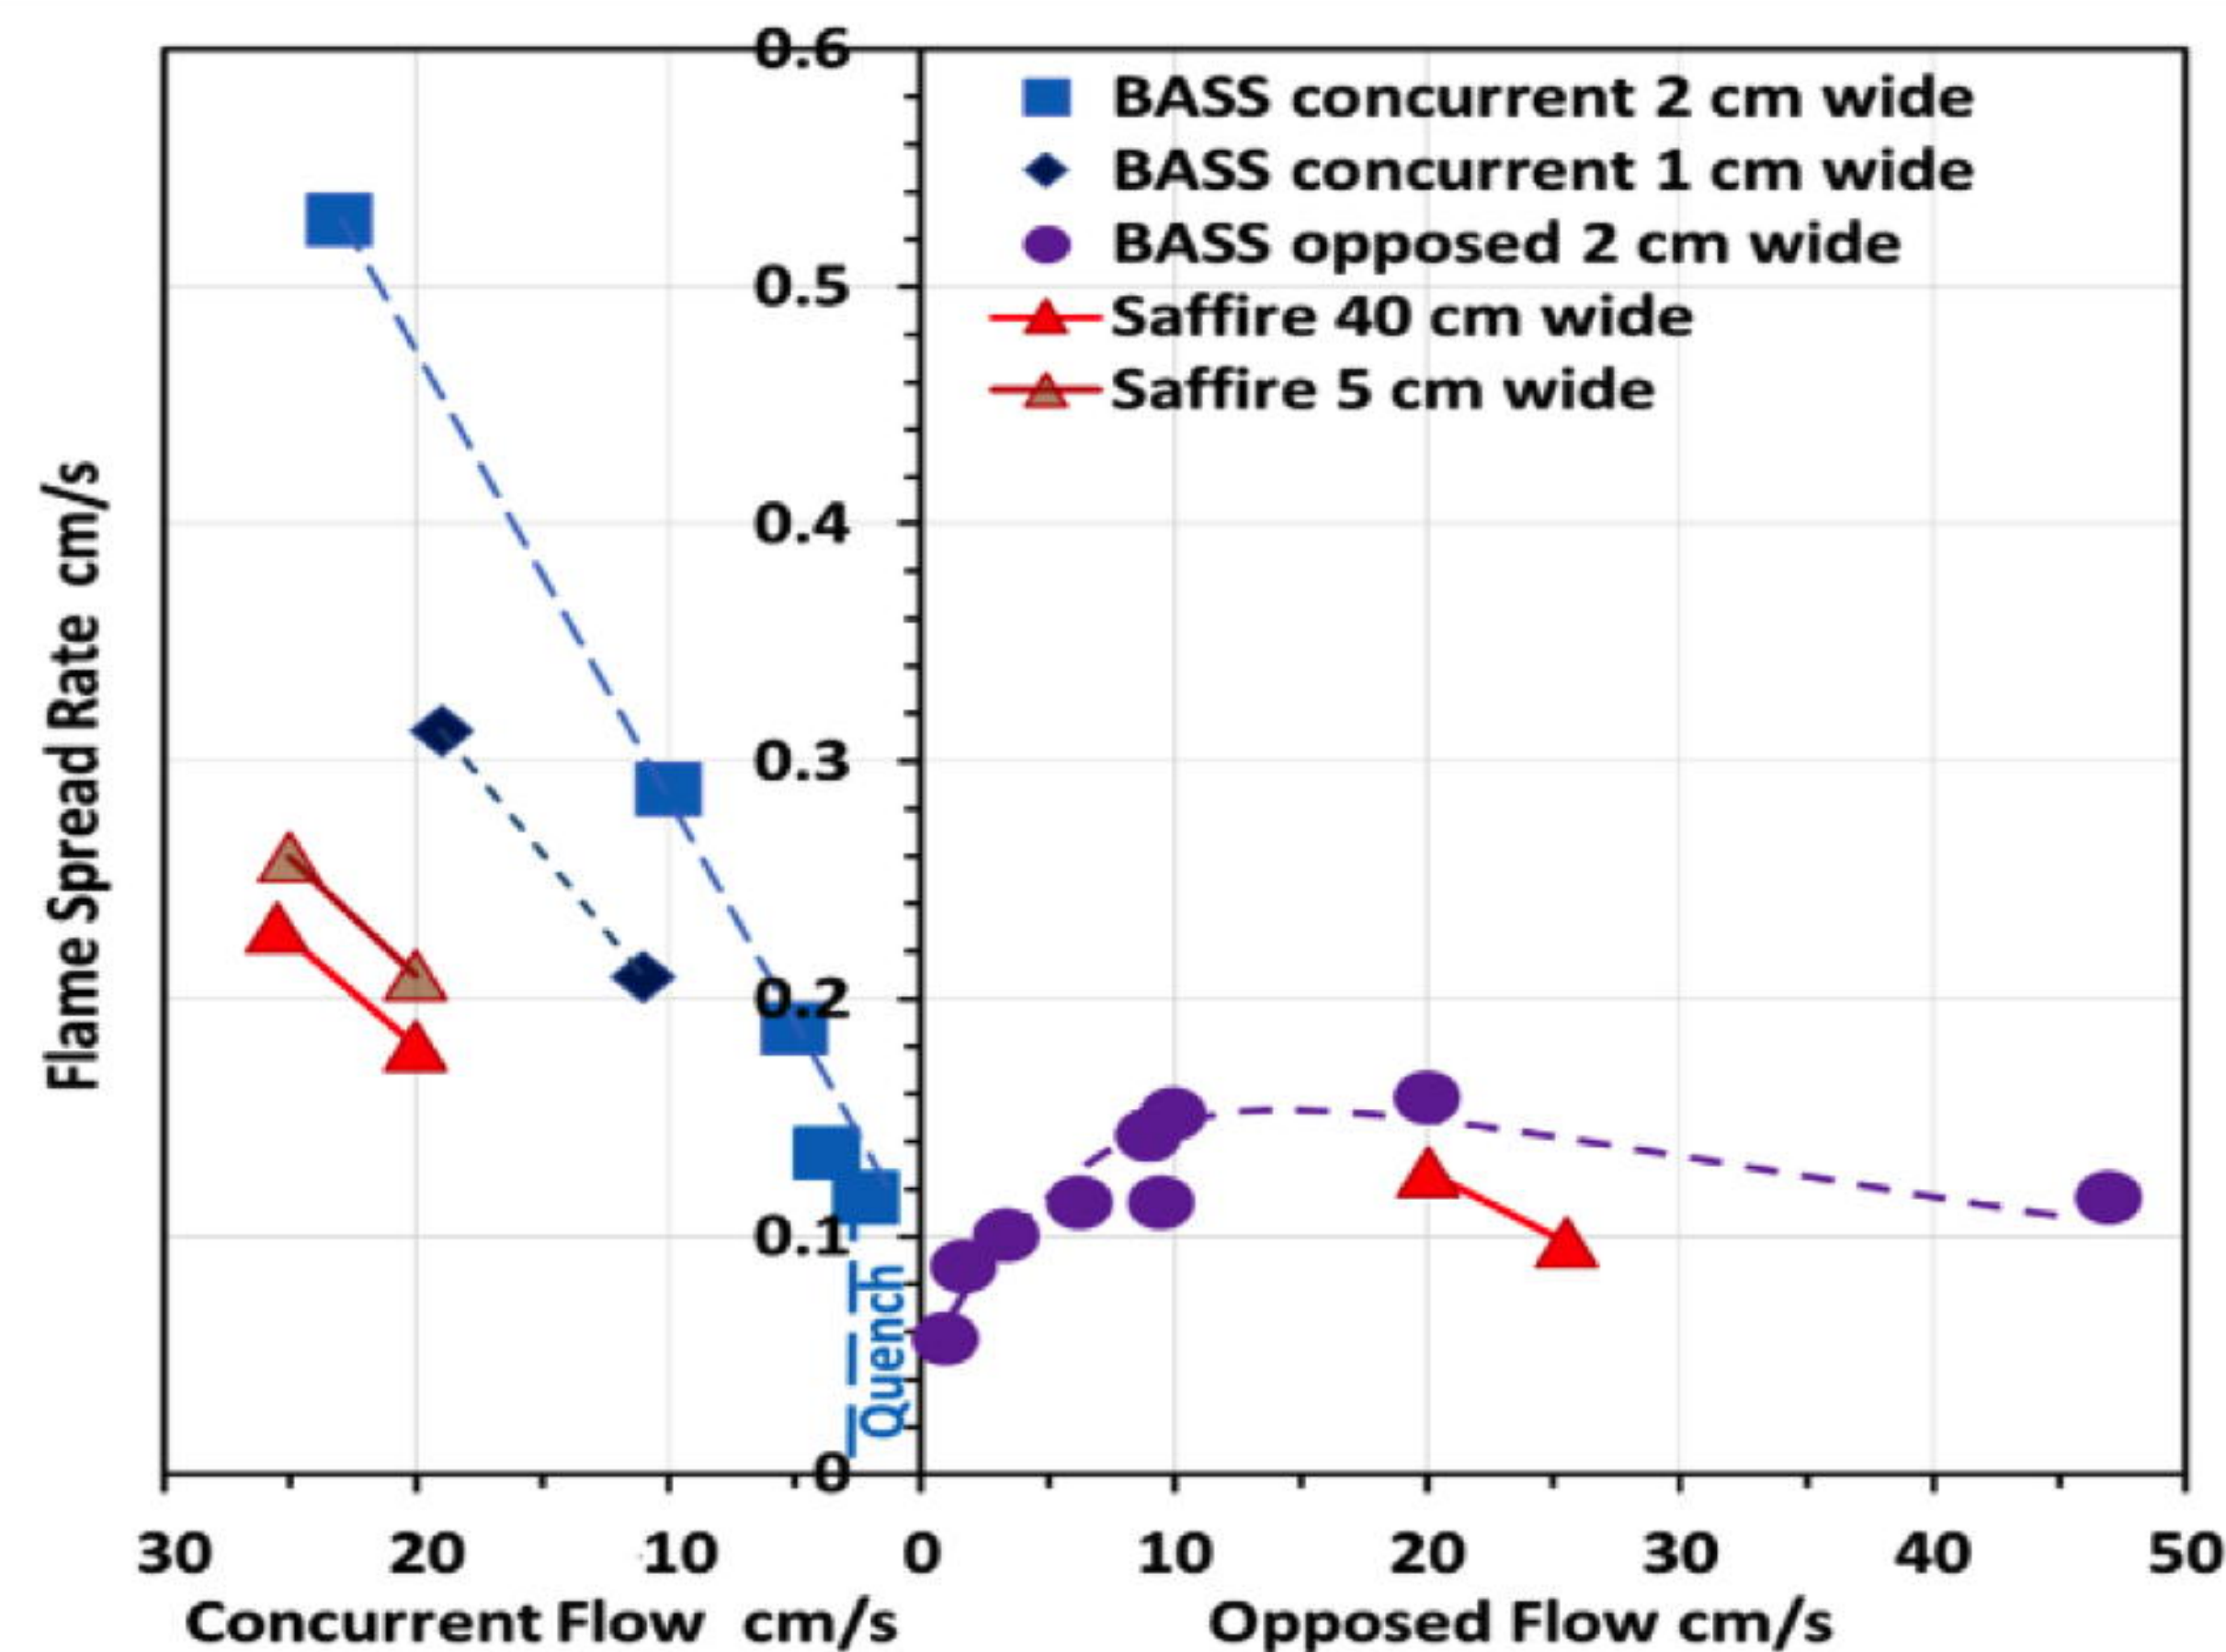 0.6
BASS concurrent 2 cm wide
BASS concurrent 1 cm wide
BASS opposed 2 cm wide
0.5
Saffire 40 cm wide
Saffire 5 cm wide
0.4
0.3
0.2
0.1
0
Flame Spread Rate cm/s
Quench
30 20 10 0 10 20 30 40 50
Concurrent Flow cm/s Opposed Flow cm/s